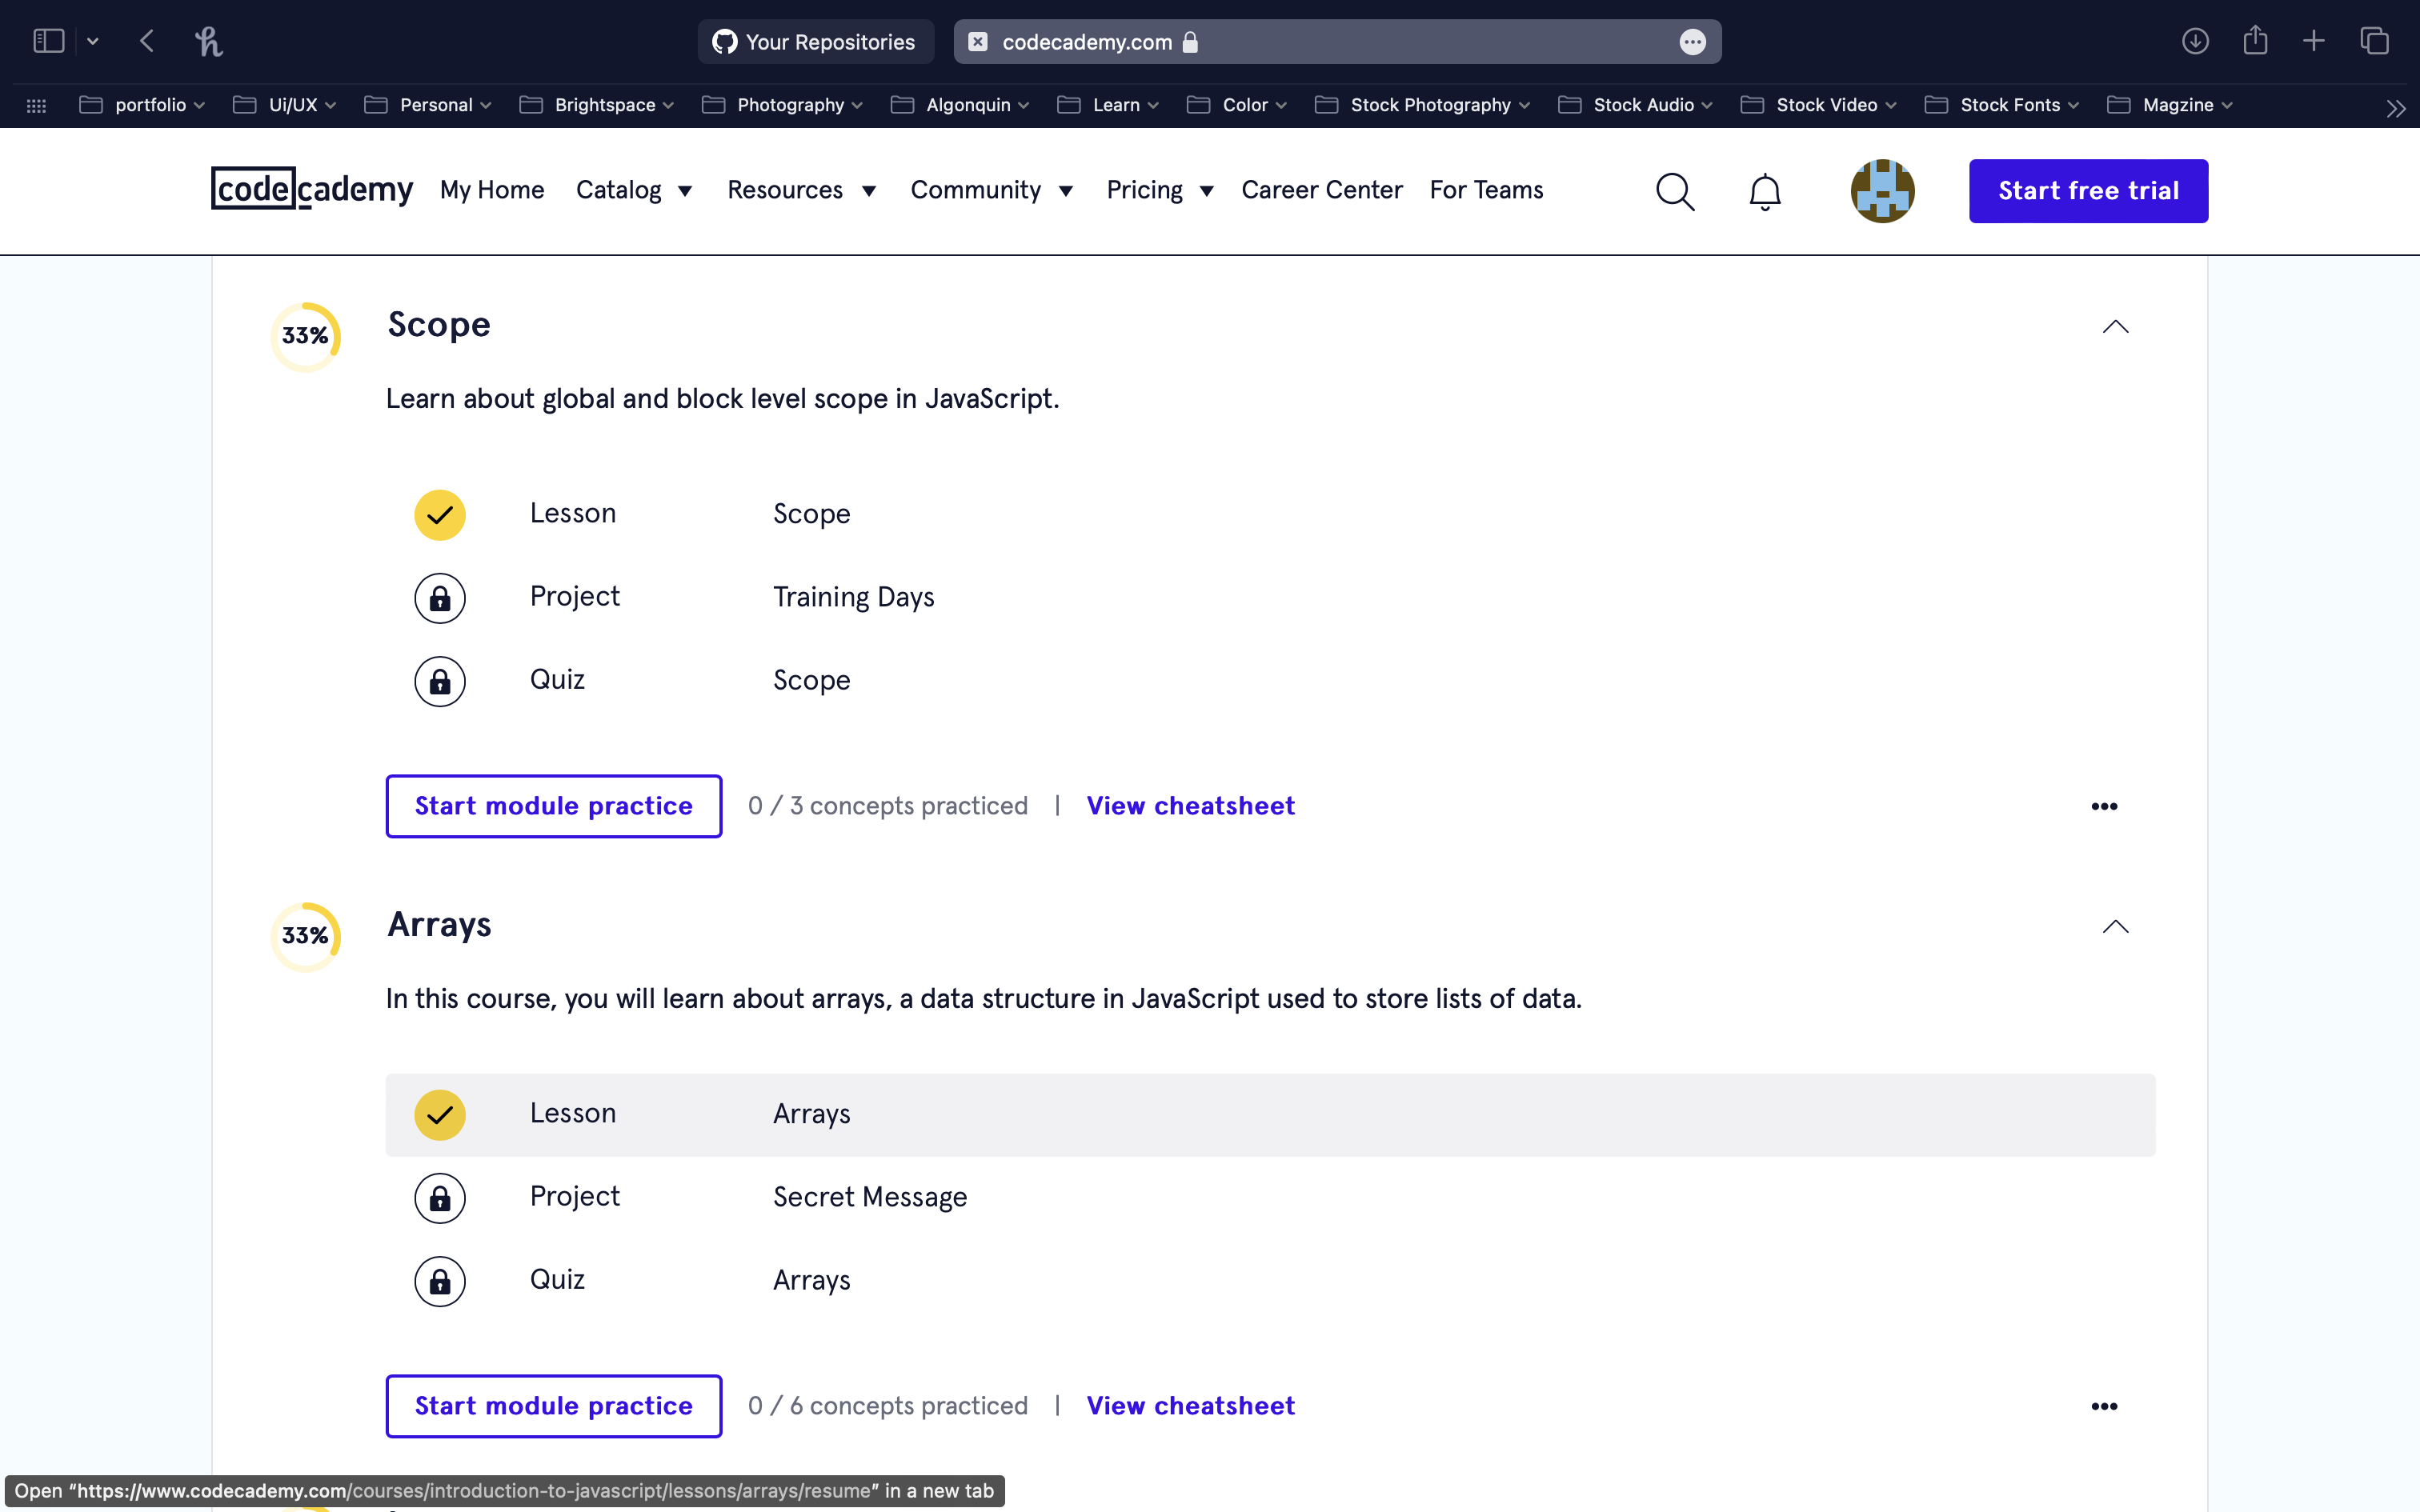 Your Repositories
codecademy.com
portfolio Ui/UX Personal Brightspace Photography Algonquin Learn Color Stock Photography Stock Audio Stock Video Stock Fonts Magzine
codecademy My Home Catalog Resources Community Pricing Career Center For Teams Start free trial
33% Scope
Learn about global and block level scope in JavaScript.
Lesson Scope
Project Training Days
Quiz Scope
Start module practice 0 / 3 concepts practiced | View cheatsheet
33% Arrays
In this course, you will learn about arrays, a data structure in JavaScript used to store lists of data.
Lesson Arrays
Project Secret Message
Quiz Arrays
Start module practice 0 / 6 concepts practiced | View cheatsheet
Open “https://www.codecademy.com/courses/introduction-to-javascript/lessons/arrays/resume” in a new tab